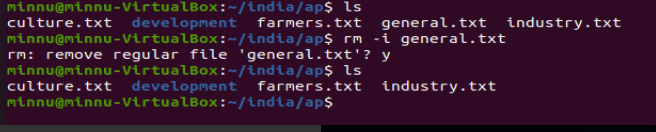 minnu@minnu-VirtualBox:~/india/ap$ ls
culture.txt  development  farmers.txt  general.txt  industry.txt
minnu@minnu-VirtualBox:~/india/ap$ rm -i general.txt
rm: remove regular file 'general.txt'? y
minnu@minnu-VirtualBox:~/india/ap$ ls
culture.txt  development  farmers.txt  industry.txt
minnu@minnu-VirtualBox:~/india/ap$